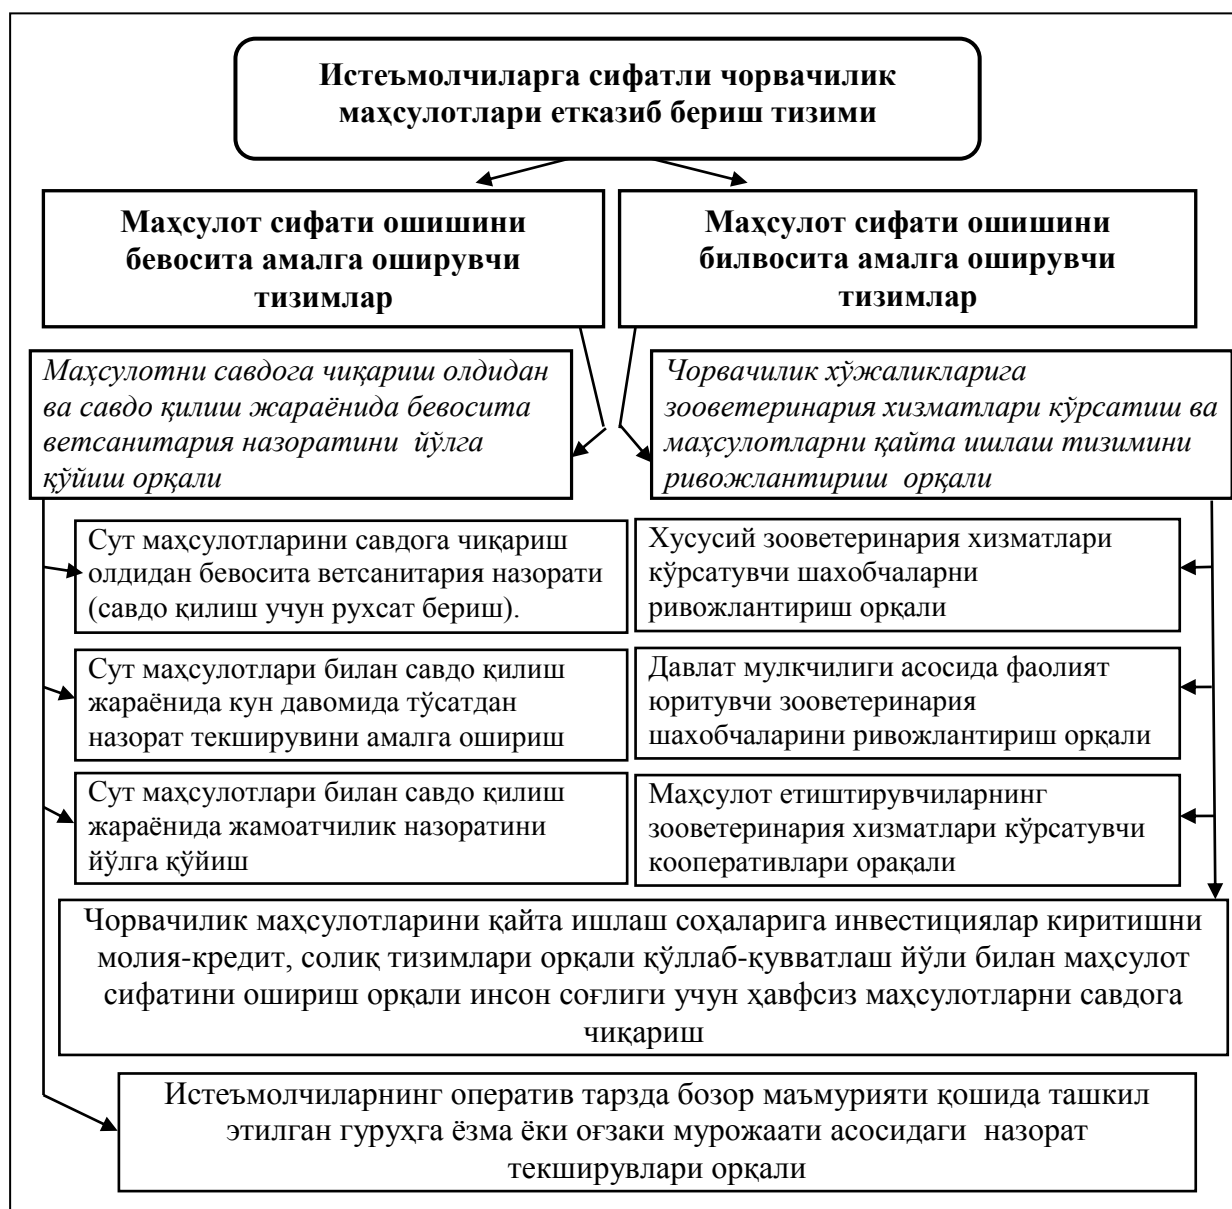 Истеъмолчиларга сифатли чорвачилик
маҳсулотлари етказиб бериш тизими
Маҳсулот сифати ошишини
бевосита амалга оширувчи
тизимлар
Маҳсулот сифати ошишини
билвосита амалга оширувчи
тизимлар
Маҳсулотни савдога чиқариш олдидан
ва савдо қилиш жараёнида бевосита
ветсанитария назоратини йўлга
қўйиш орқали
Чорвачилик хўжаликларига
зооветеринария хизматлари кўрсатиш ва
маҳсулотларни қайта ишлаш тизимини
ривожлантириш орқали
Сут маҳсулотларини савдога чиқариш
олдидан бевосита ветсанитария назорати
(савдо қилиш учун рухсат бериш).
Хусусий зооветеринария хизматлари
кўрсатувчи шахобчаларни
ривожлантириш орқали
Сут маҳсулотлари билан савдо қилиш
жараёнида кун давомида тўсатдан
назорат текширувини амалга ошириш
Давлат мулкчилиги асосида фаолият
юритувчи зооветеринария
шахобчаларини ривожлантириш орқали
Сут маҳсулотлари билан савдо қилиш
жараёнида жамоатчилик назоратини
йўлга қўйиш
Маҳсулот етиштирувчиларнинг
зооветеринария хизматлари кўрсатувчи
кооперативлари орақали
Чорвачилик маҳсулотларини қайта ишлаш соҳаларига инвестициялар киритишни
молия-кредит, солиқ тизимлари орқали қўллаб-қувватлаш йўли билан маҳсулот
сифатини ошириш орқали инсон соғлиги учун ҳавфсиз маҳсулотларни савдога
чиқариш
Истеъмолчиларнинг оператив тарзда бозор маъмурияти қошида ташкил
этилган гуруҳга ёзма ёки оғзаки мурожаати асосидаги назорат
текширувлари орқали